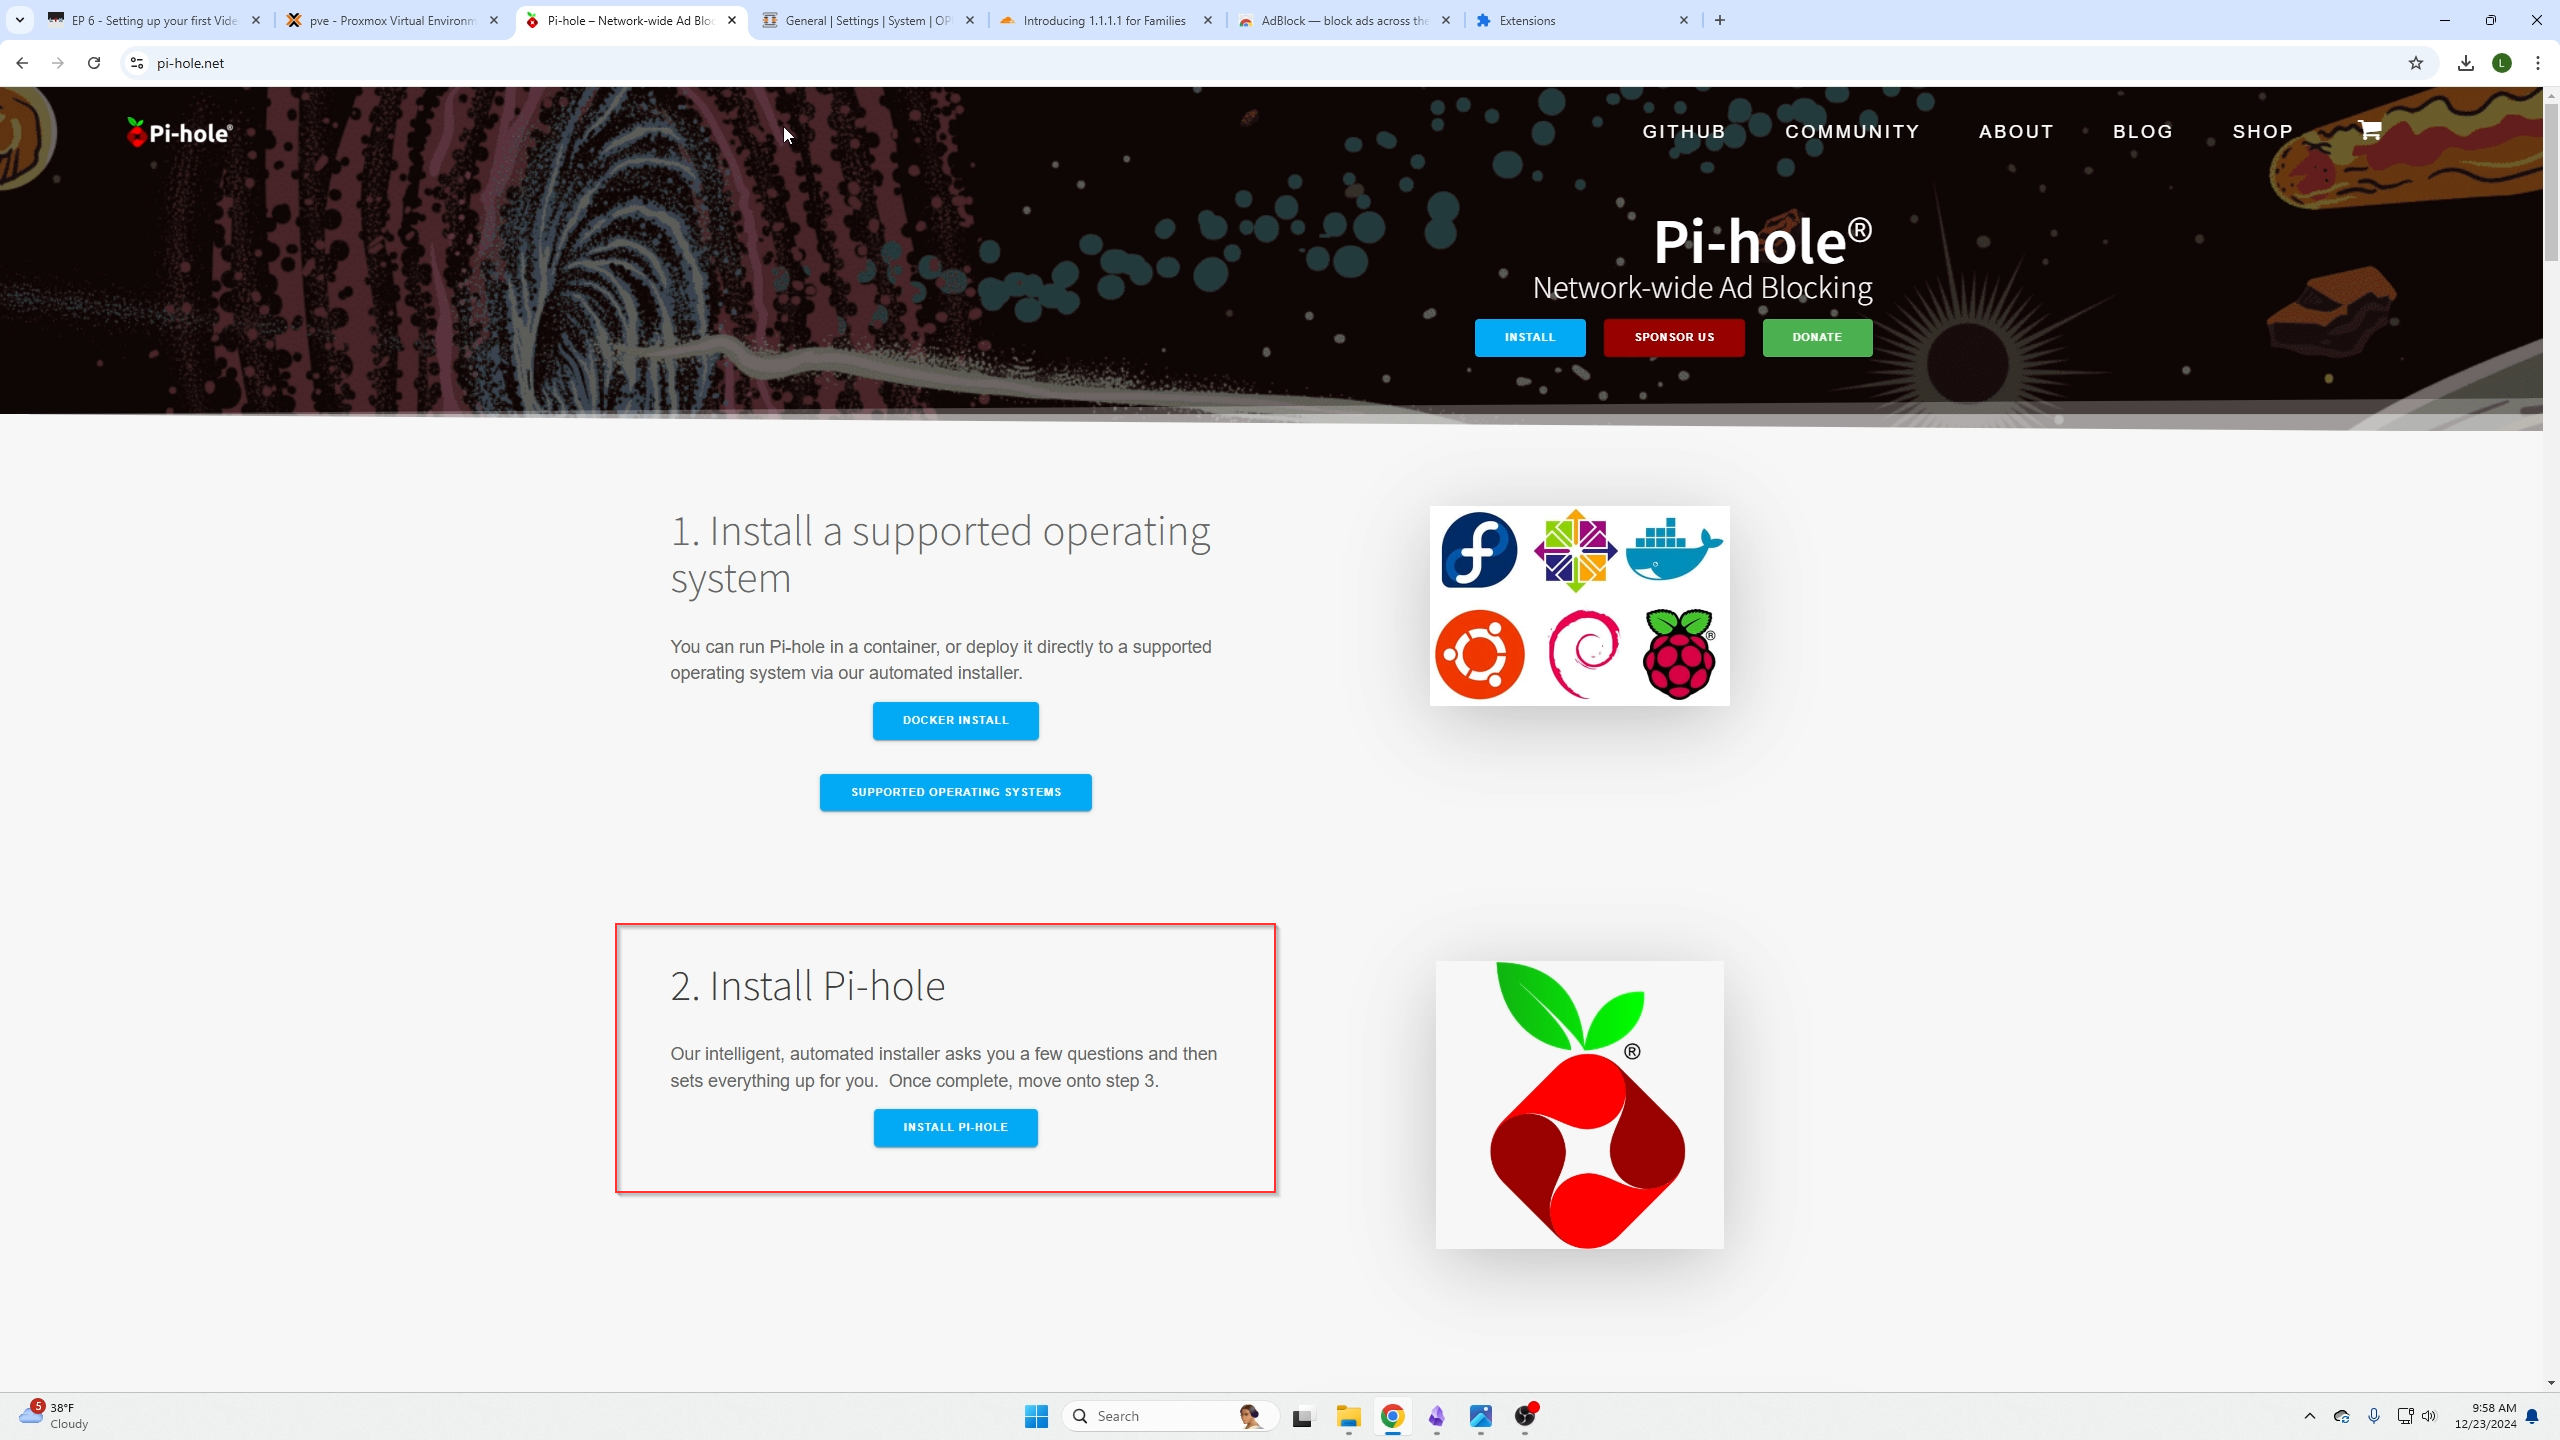 EP 6 - Setting up your first Vide
pve - Proxmox Virtual Environm
Pi-hole – Network-wide Ad Bloc
General | Settings | System | OP
Introducing 1.1.1.1 for Families
AdBlock — block ads across the
Extensions
pi-hole.net
L
Pi-hole®
GITHUB
COMMUNITY
ABOUT
BLOG
SHOP
Pi-hole®
Network-wide Ad Blocking
INSTALL
SPONSOR US
DONATE
1. Install a supported operating
system
You can run Pi-hole in a container, or deploy it directly to a supported
operating system via our automated installer.
DOCKER INSTALL
SUPPORTED OPERATING SYSTEMS
®
2. Install Pi-hole
Our intelligent, automated installer asks you a few questions and then
sets everything up for you.  Once complete, move onto step 3.
INSTALL PI-HOLE
®
5
38°F
Cloudy
Search
9:58 AM
12/23/2024